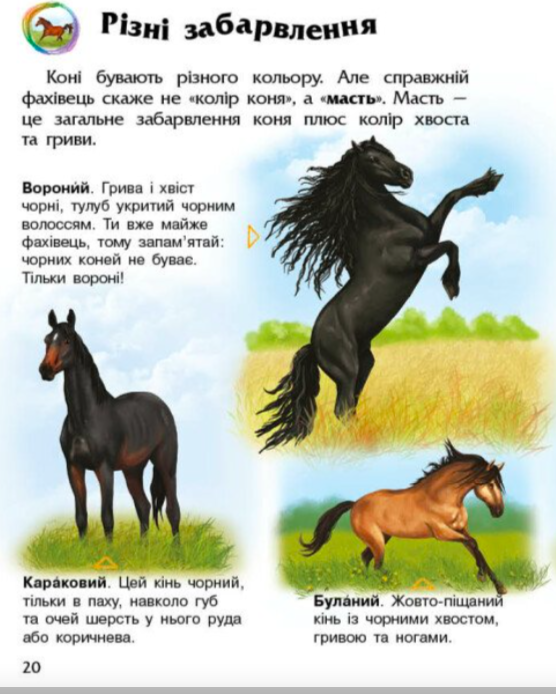 Різні забарвлення
Коні бувають різного кольору. Але справжній
фахівець скаже не «колір коня», а «масть». Масть —
це загальне забарвлення коня плюс колір хвоста
та гриви.
Вороний. Грива і хвіст
чорні, тулуб укритий чорним
волоссям. Ти вже майже
фахівець, тому запам'ятай:
чорних коней не буває.
Тільки вороні!
Кара́ковий. Цей кінь чорний,
тільки в паху, навколо губ
та очей шерсть у нього руда
або коричнева.
Була́ний. Жовто-піщаний
кінь із чорними хвостом,
гривою та ногами.
20